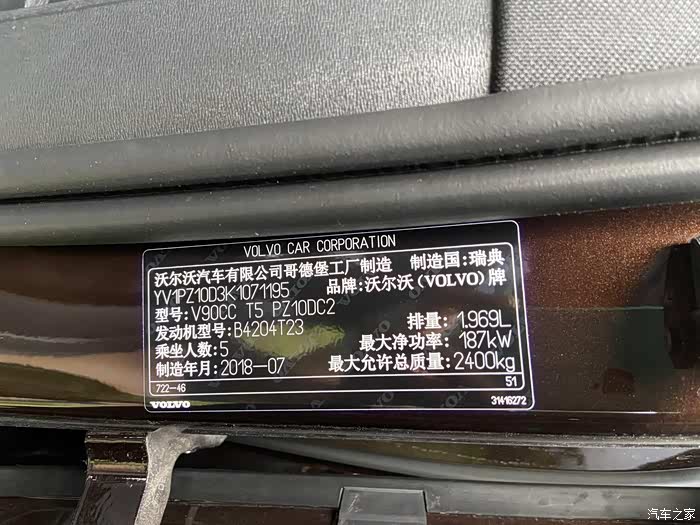 VOLVO CAR CORPORATION
沃尔沃汽车有限公司哥德堡工厂制造 制造国:瑞典
YV1PZ10D3K1071195 品牌:沃尔沃(VOLVO)牌
型号:V90CC T5 PZ10DC2
发动机型号:B4204T23 排量: 1.969L
乘坐人数:5 最大净功率: 187kW
制造年月:2018-07 最大允许总质量:2400kg
722-46 51
VOLVO 31416272
汽车之家